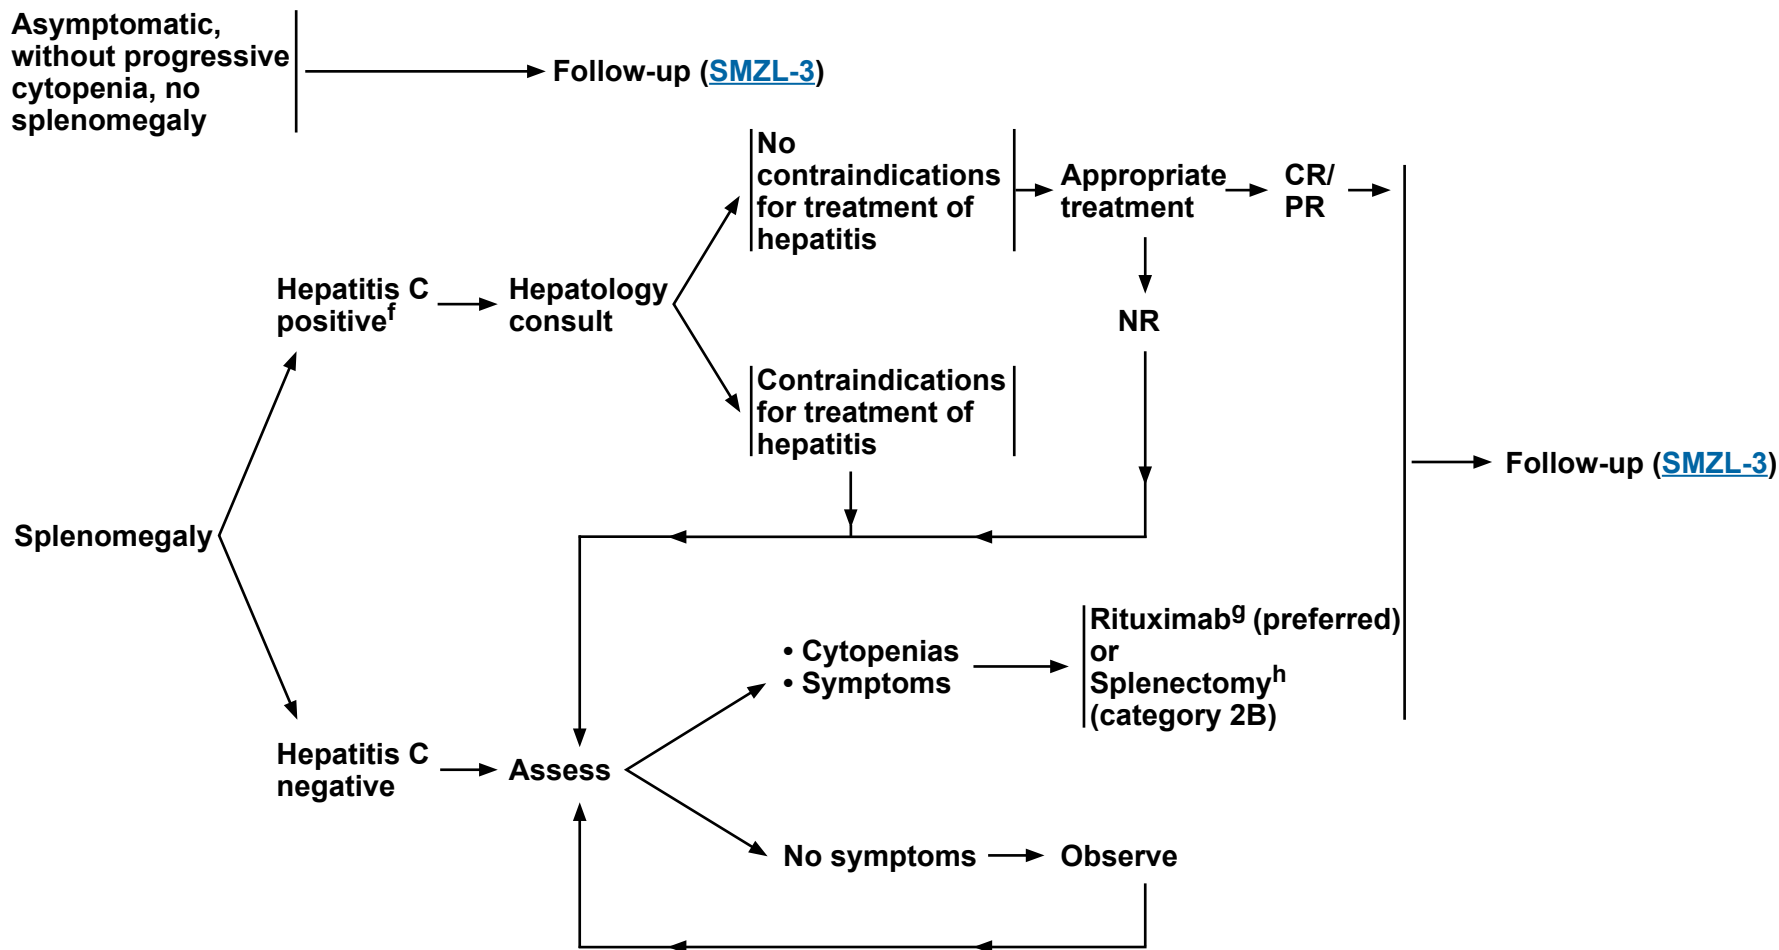 Asymptomatic,
without progressive
cytopenia, no
splenomegaly
Follow-up (SMZL-3)
No
contraindications
for treatment of
hepatitis
Appropriate
treatment
CR/
PR
Hepatitis C
positiveᶠ
Hepatology
consult
NR
Contraindications
for treatment of
hepatitis
Follow-up (SMZL-3)
Splenomegaly
• Cytopenias
• Symptoms
Rituximabᵍ (preferred)
or
Splenectomyʰ
(category 2B)
Hepatitis C
negative
Assess
No symptoms
Observe